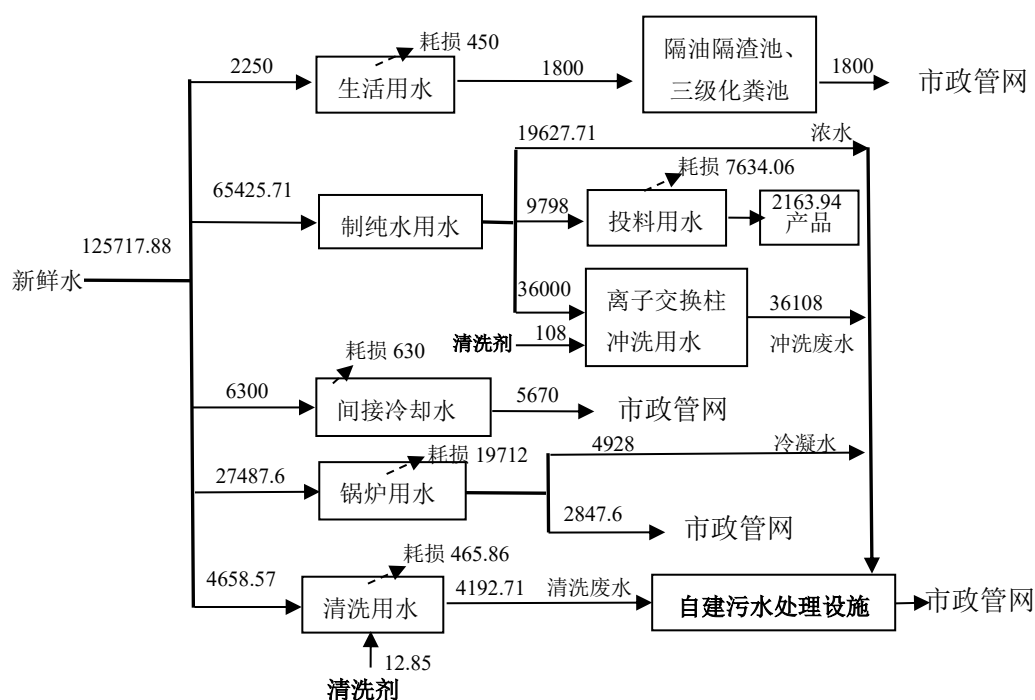 耗损 450
2250
生活用水
1800
隔油隔渣池、
三级化粪池
1800
市政管网
19627.71
浓水
65425.71
制纯水用水
耗损 7634.06
9798
投料用水
2163.94
产品
125717.88
新鲜水
36000
离子交换柱
冲洗用水
36108
冲洗废水
清洗剂
108
耗损 630
6300
间接冷却水
5670
市政管网
4928
冷凝水
耗损 19712
27487.6
锅炉用水
2847.6
市政管网
耗损 465.86
4658.57
清洗用水
4192.71
清洗废水
自建污水处理设施
市政管网
12.85
清洗剂